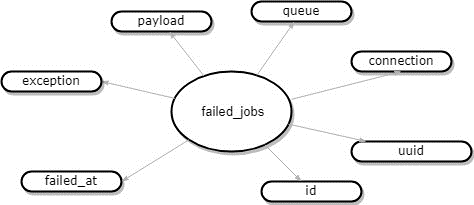 queue
payload
connection
exception
failed_jobs
uuid
failed_at
id